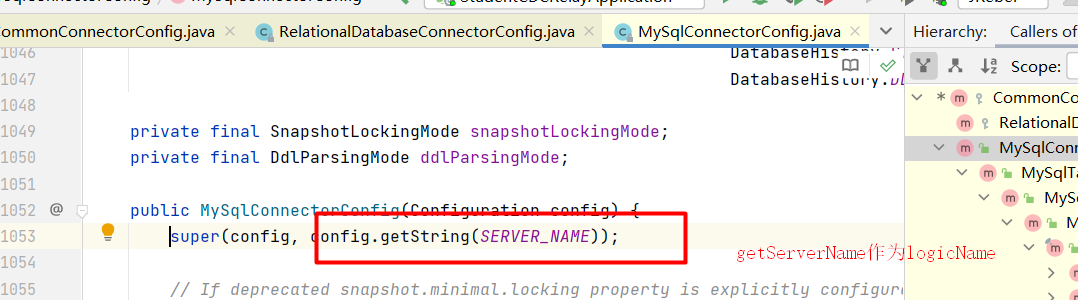 CommonConnectorConfig.java
RelationalDatabaseConnectorConfig.java
MySqlConnectorConfig.java
Hierarchy:
Callers of
1046
1047
DatabaseHistory.
Scope:
1048
1049 private final SnapshotLockingMode snapshotLockingMode;
1050 private final DdlParsingMode ddlParsingMode;
1051
1052 @ public MySqlConnectorConfig(Configuration config) {
1053 super(config, config.getString(SERVER_NAME));
getServerName作为logicName
1054
1055 // If deprecated snapshot.minimal.locking property is explicitly configure
* m CommonCo
m RelationalD
m MySqlConn
m MySqlTa
m MySc
m M
m